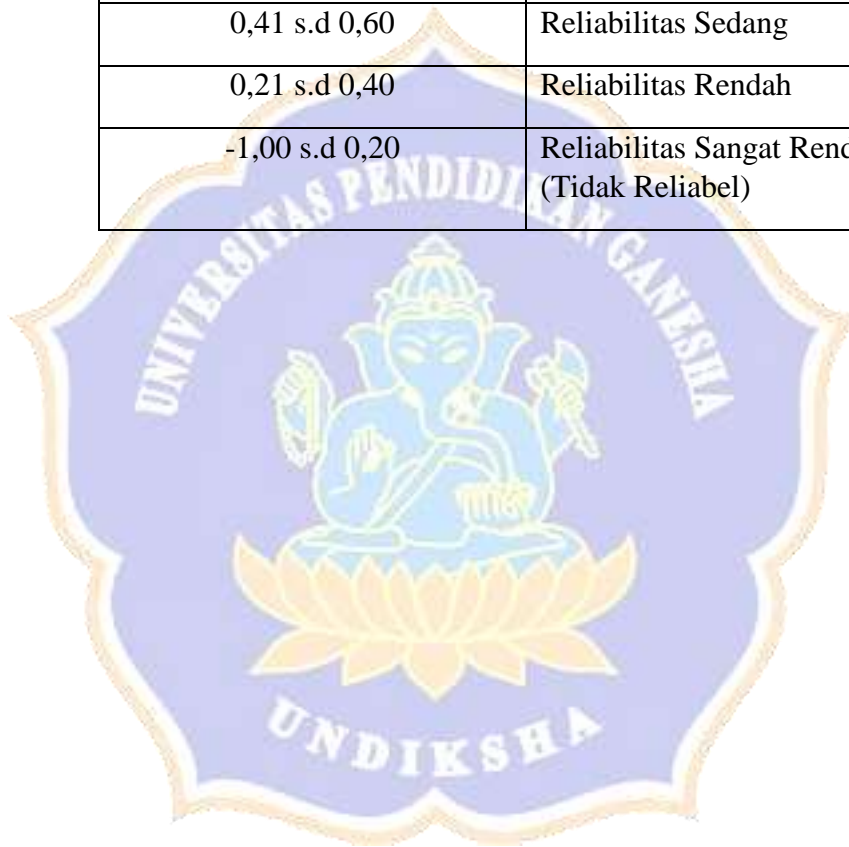 0,41 s.d 0,60 Reliabilitas Sedang
0,21 s.d 0,40 Reliabilitas Rendah
-1,00 s.d 0,20 Reliabilitas Sangat
(Tidak Reliabel)
UNIVERSITAS PENDIDIKAN GANESHA
UNDIKSHA